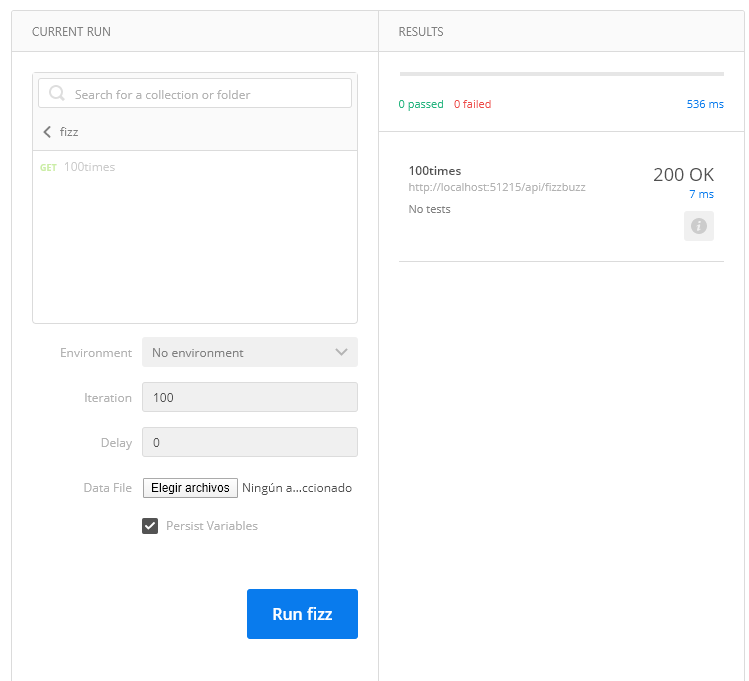 CURRENT RUN
Search for a collection or folder
fizz
GET 100times
Environment No environment
Iteration 100
Delay 0
Data File Elegir archivos Ningún a...ccionado
Persist Variables
Run fizz
RESULTS
0 passed 0 failed 536 ms
100times 200 OK
http://localhost:51215/api/fizzbuzz 7 ms
No tests
i